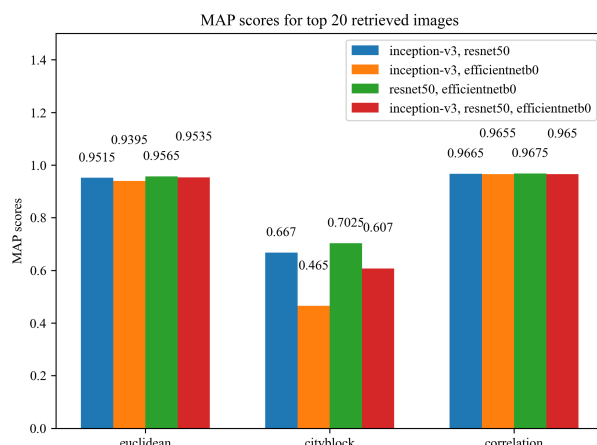 MAP scores for top 20 retrieved images
MAP scores
1.4
1.2
1.0
0.8
0.6
0.4
0.2
0.0
inception-v3, resnet50
inception-v3, efficientnetb0
resnet50, efficientnetb0
inception-v3, resnet50, efficientnetb0
0.9515
0.9395
0.9565
0.9535
0.667
0.465
0.7025
0.607
0.9665
0.9655
0.9675
0.965
euclidean
cityblock
correlation